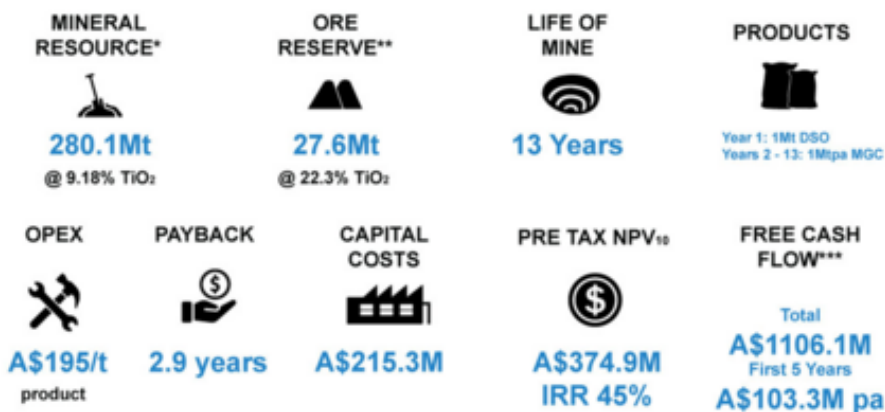 MINERAL
RESOURCE*
280.1Mt
@ 9.18% TiO₂
ORE
RESERVE**
27.6Mt
@ 22.3% TiO₂
LIFE OF
MINE
13 Years
PRODUCTS
Year 1: 1Mt DSO
Years 2 - 13: 1Mtpa MGC
OPEX
A$195/t
product
PAYBACK
$
2.9 years
CAPITAL
COSTS
A$215.3M
PRE TAX NPV₁₀
$
A$374.9M
IRR 45%
FREE CASH
FLOW***
Total
A$1106.1M
First 5 Years
A$103.3M pa